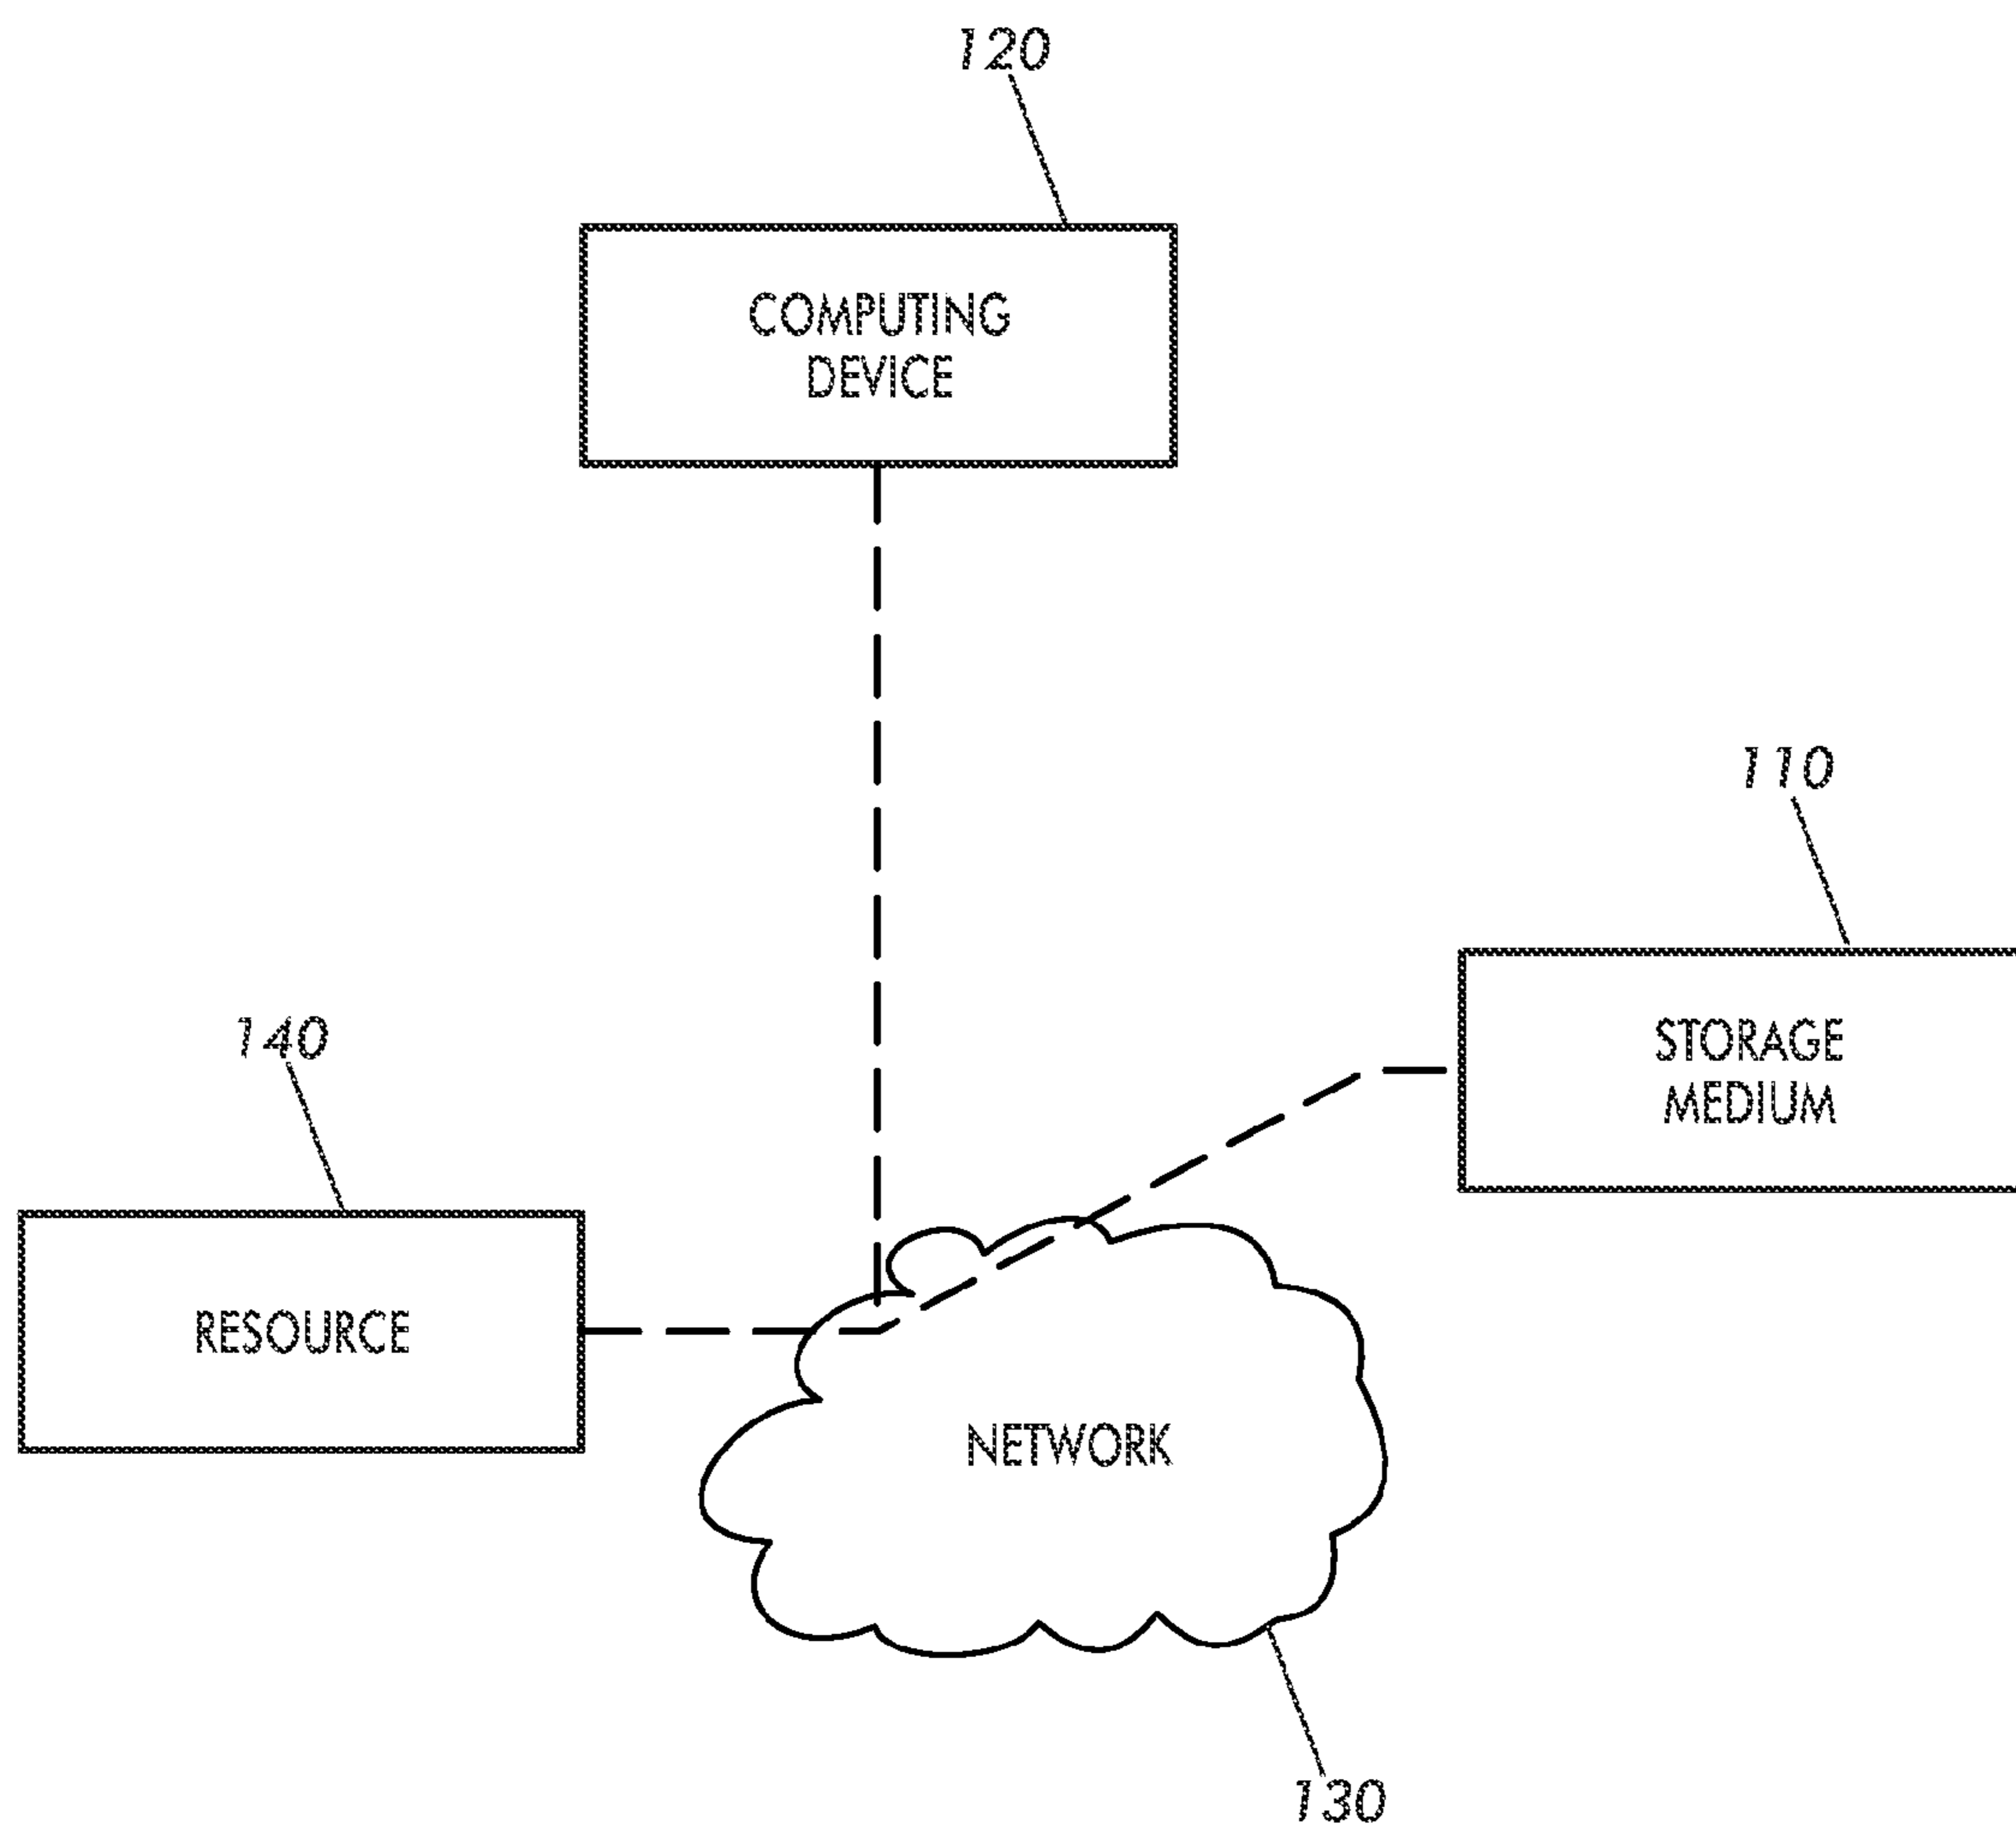 120
COMPUTING
DEVICE
110
STORAGE
MEDIUM
140
RESOURCE
NETWORK
130